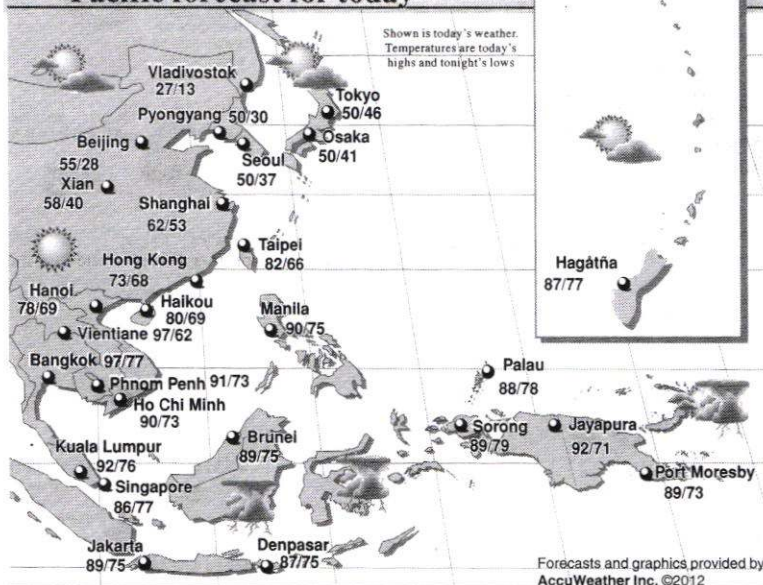 Pacific forecast for today
Shown is today's weather.
Temperatures are today's
highs and tonight's lows
Vladivostok
27/13
Tokyo
50/46
Pyongyang 50/30
Osaka
50/41
Beijing
55/28
Seoul
50/37
Xian
58/40
Shanghai
62/53
Taipei
82/66
Hong Kong
73/68
Hagåtña
87/77
Hanoi
78/69
Haikou
80/69
Manila
90/75
Vientiane 97/62
Bangkok 97/77
Palau
88/78
Phnom Penh 91/73
Ho Chi Minh
90/73
Sorong
89/79
Jayapura
92/71
Brunei
89/75
Kuala Lumpur
92/76
Singapore
86/77
Port Moresby
89/73
Jakarta
89/75
Denpasar
87/75
Forecasts and graphics provided by
AccuWeather Inc. ©2012